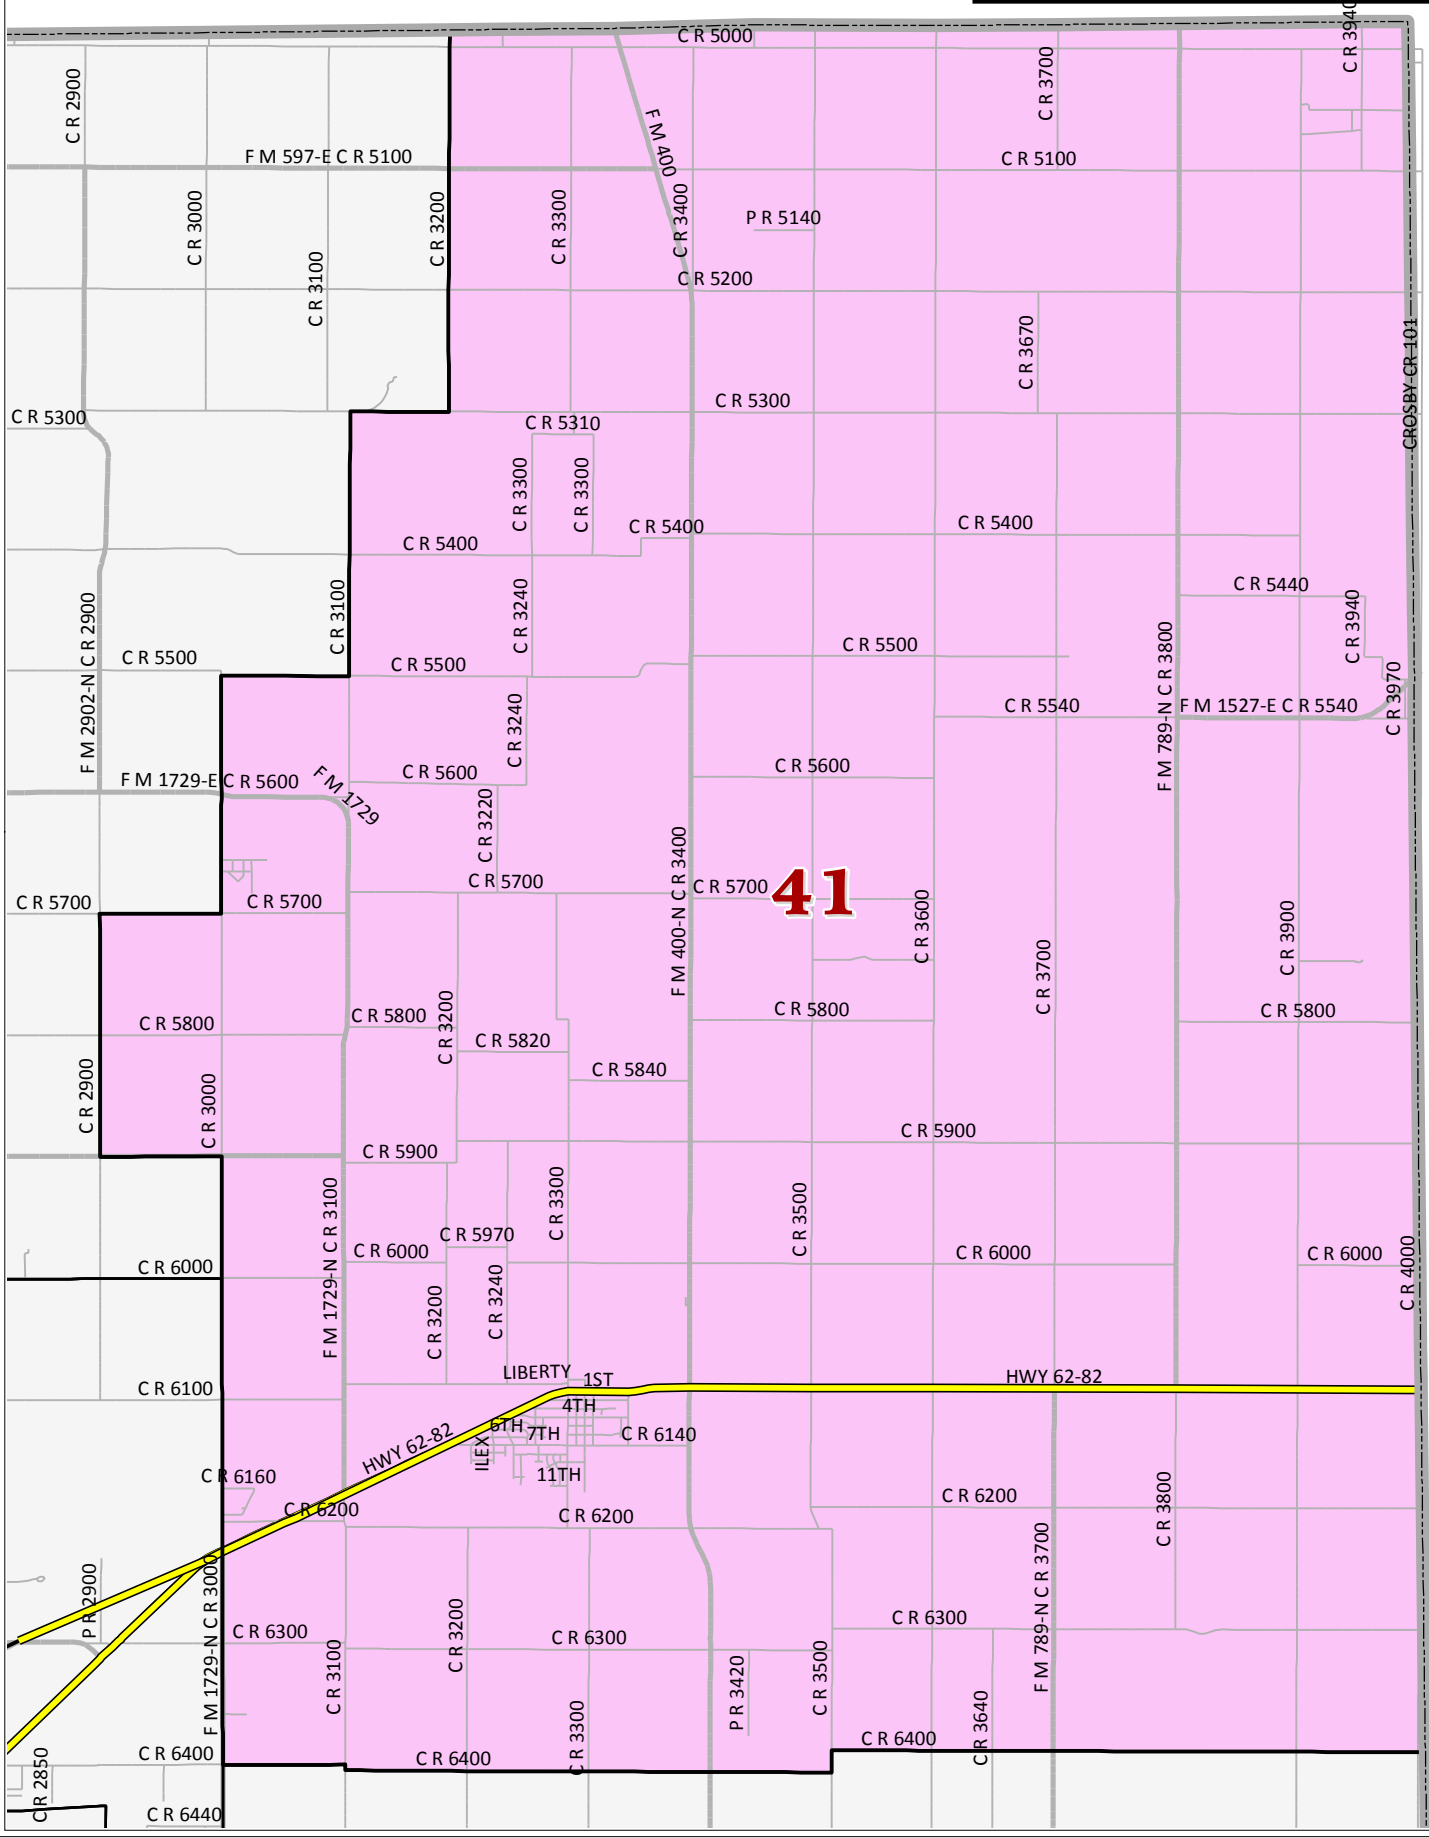 C R 3940
C R 5000
C R 2900
C R 3700
F M 400
F M 597-E C R 5100
C R 5100
C R 3000
C R 3200
C R 3300
C R 3400
P R 5140
C R 3100
C R 5200
C R 3670
CROSBY-CR 101
C R 5300
C R 5300
C R 5310
C R 3300
C R 3300
C R 5400
C R 5400
C R 5400
C R 3100
C R 3240
C R 5440
C R 3940
F M 2902-N C R 2900
C R 5500
C R 5500
C R 5500
F M 789-N C R 3800
C R 3970
C R 3240
C R 5540
F M 1527-E C R 5540
F M 1729-E C R 5600
F M 1729
C R 5600
C R 5600
C R 3220
F M 400-N C R 3400
C R 5700
C R 5700
C R 5700
C R 5700
41
C R 3600
C R 3900
C R 3700
C R 5800
C R 5800
C R 3200
C R 5800
C R 5800
C R 5820
C R 5840
C R 2900
C R 3000
C R 5900
C R 5900
F M 1729-N C R 3100
C R 3300
C R 3500
C R 5970
C R 6000
C R 6000
C R 6000
C R 6000
C R 4000
C R 3200
C R 3240
C R 6100
LIBERTY
1ST
HWY 62-82
4TH
6TH
7TH
C R 6140
HWY 62-82
ILEX
11TH
C R 6160
C R 6200
C R 6200
C R 6200
C R 3800
F M 789-N C R 3700
P R 2900
F M 1729-N C R 3000
C R 6300
C R 3200
C R 6300
C R 6300
C R 3100
P R 3420
C R 3500
C R 3640
C R 3300
C R 6400
C R 6400
C R 6400
C R 2850
C R 6440